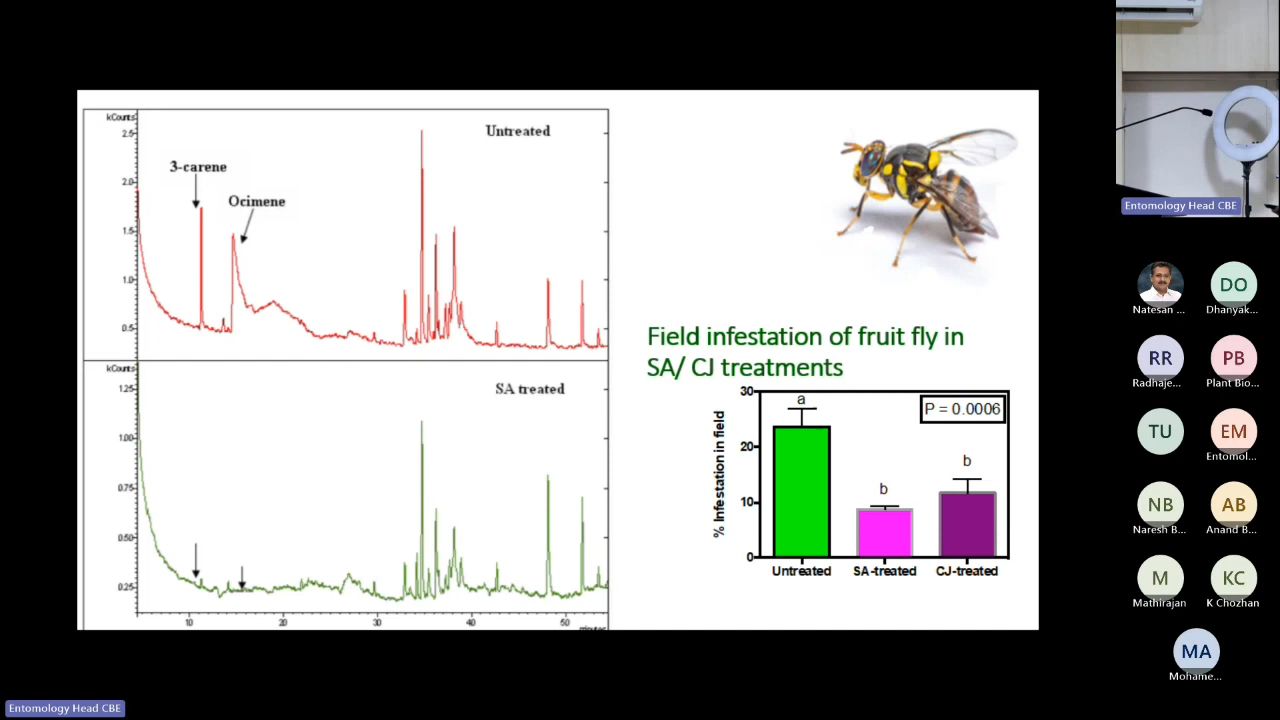 kCounts
2.5
2.0
1.5
1.0
0.5
Untreated
3-carene
Ocimene
kCounts
1.25
1.00
0.75
0.50
0.25
SA treated
10
20
30
40
50
Field infestation of fruit fly in
SA/ CJ treatments
% Infestation in field
30
20
10
0
a
b
b
P = 0.0006
Untreated
SA-treated
CJ-treated
Entomology Head CBE
Natesan ...
DO
Dhanyak...
RR
Radhaje...
PB
Plant Bio...
TU
EM
Entomol...
NB
Naresh B...
AB
Anand B...
M
Mathirajan
KC
K Chozhan
MA
Mohame...
Entomology Head CBE